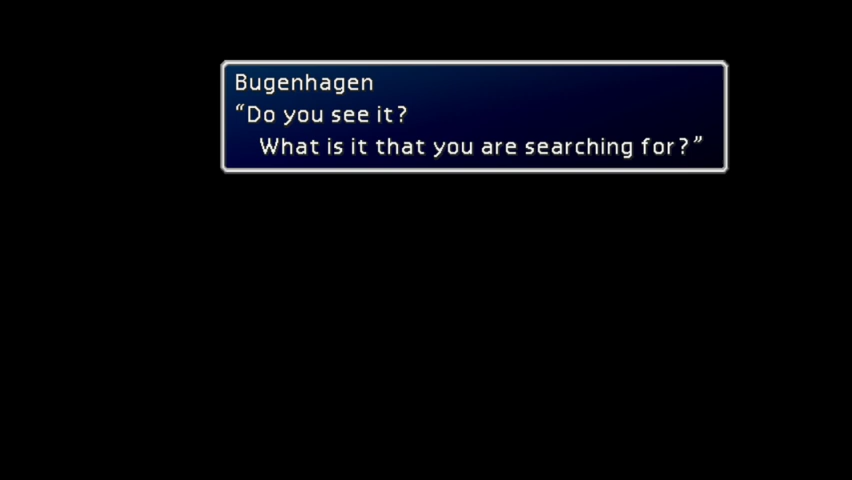 Bugenhagen
“Do you see it?
What is it that you are searching for?”